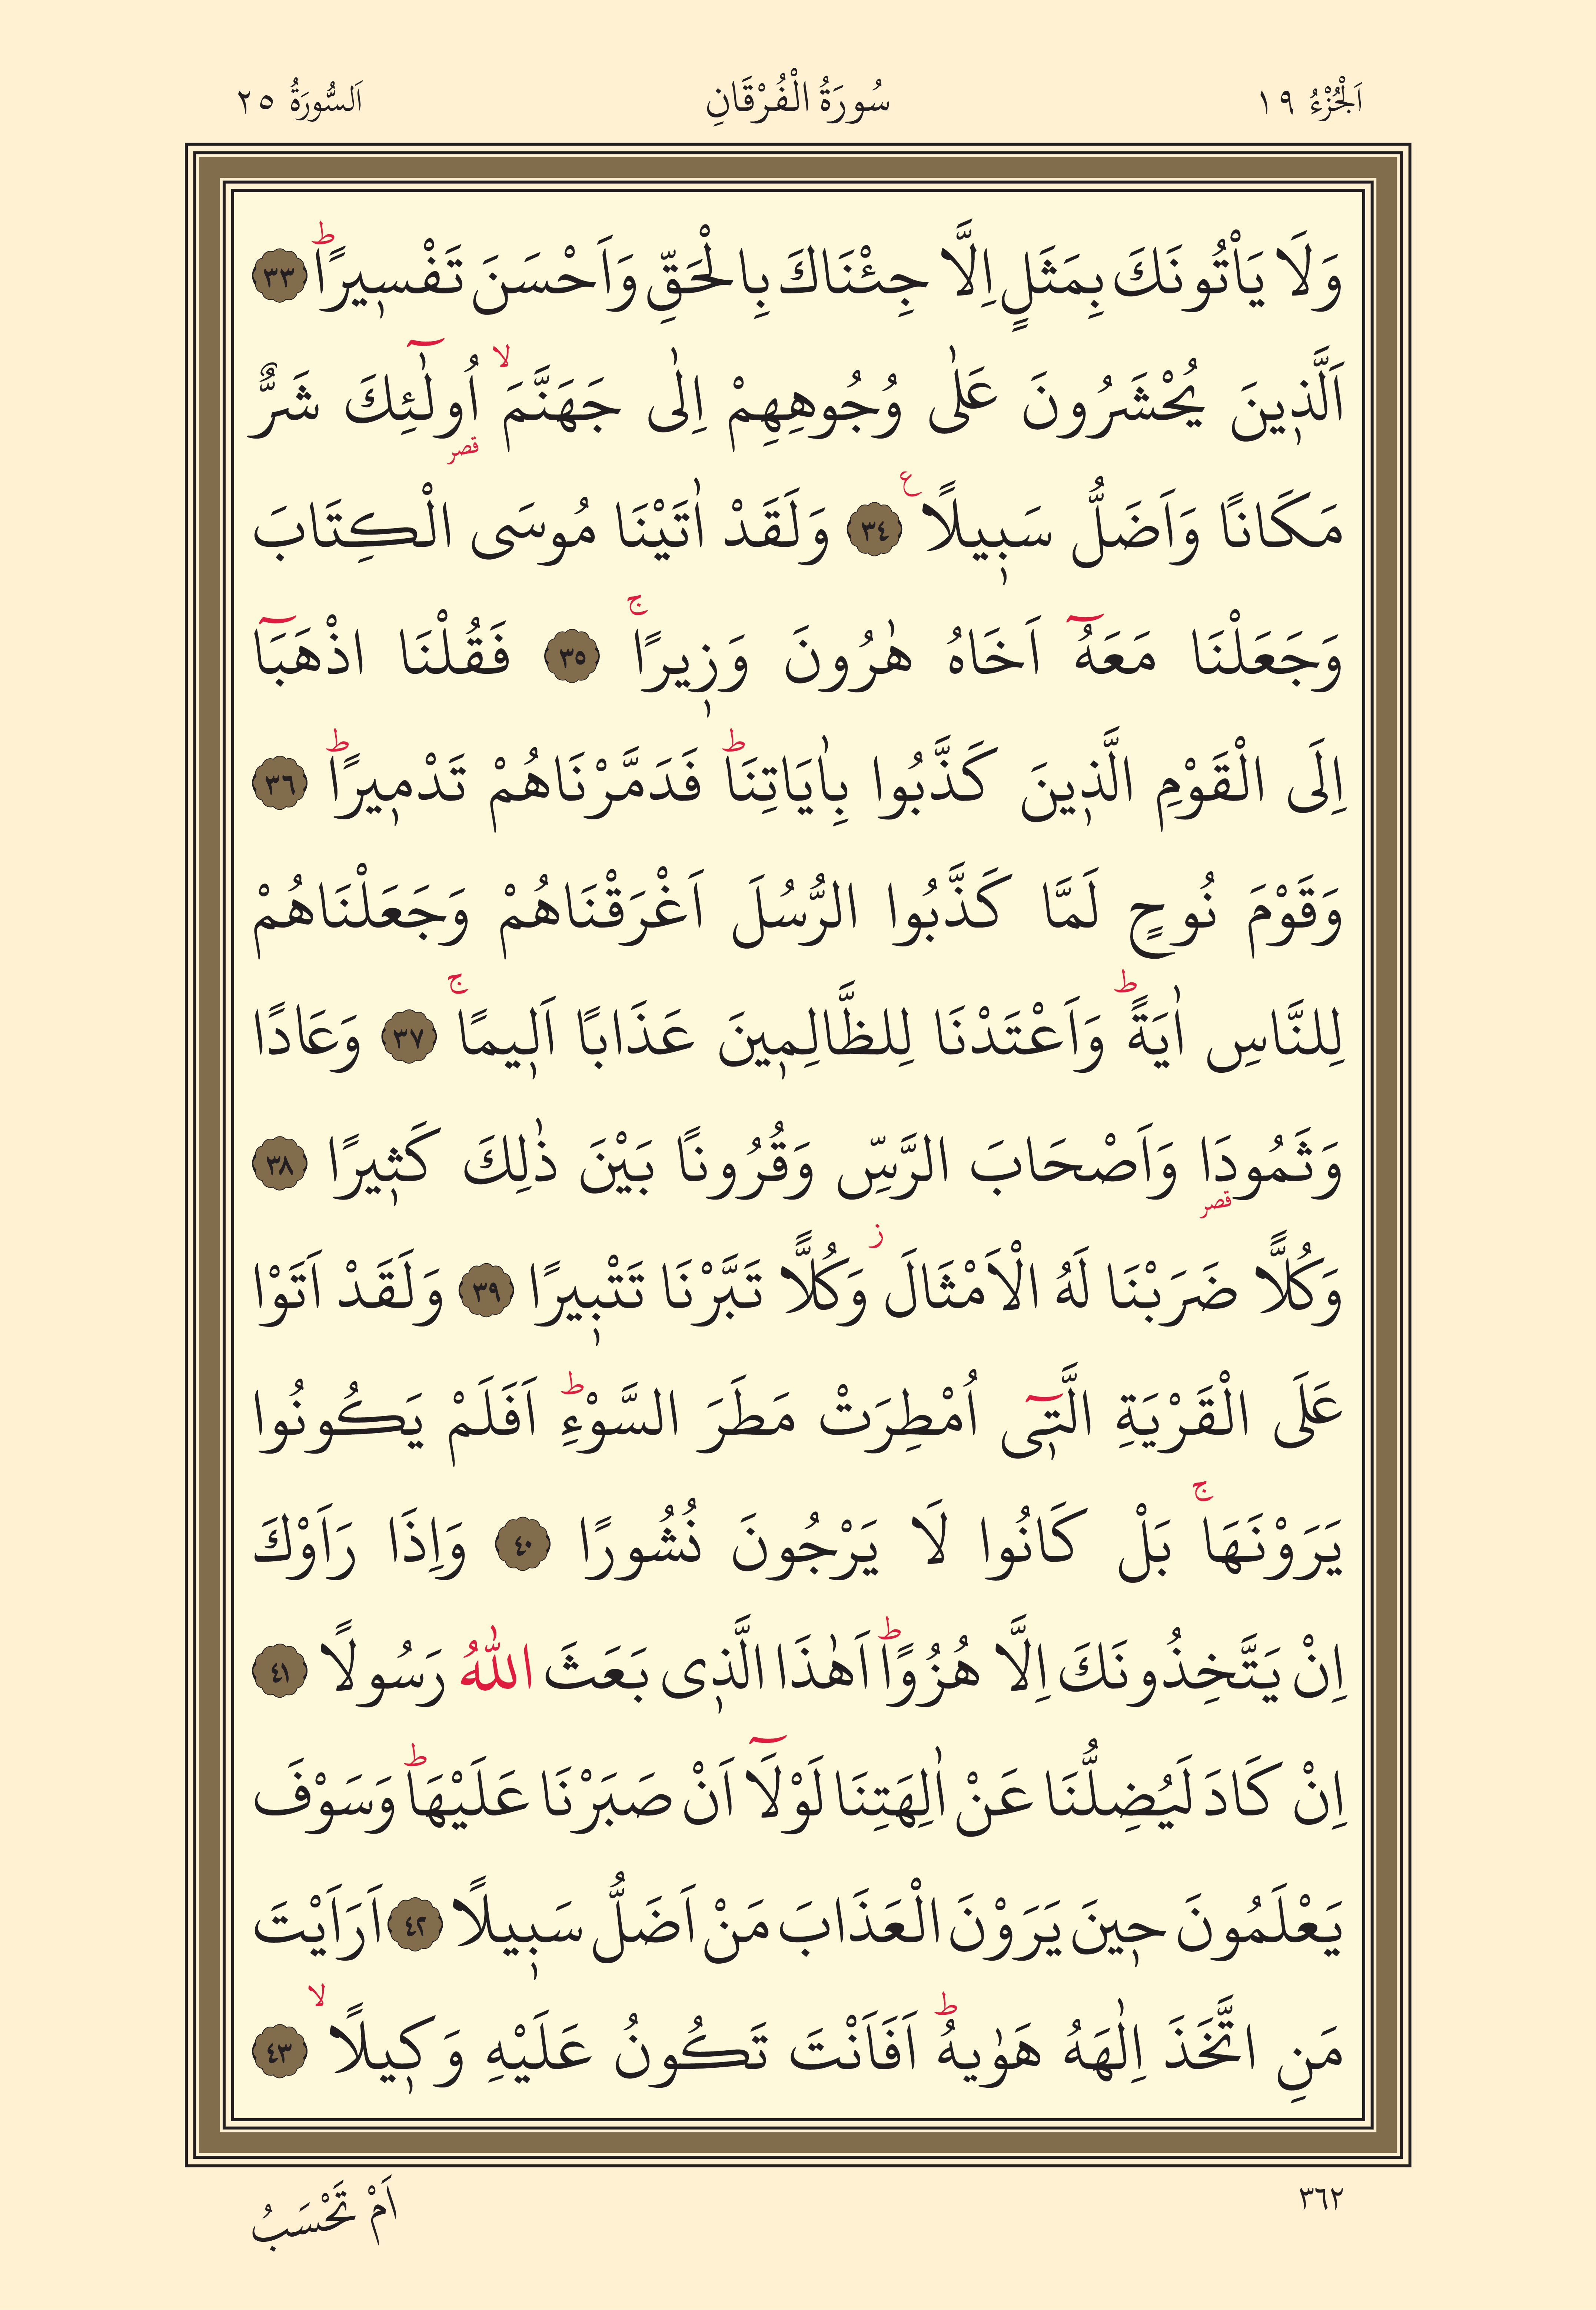 اَلْجُزْءُ ١٩
سُورَةُ الْفُرْقَانِ
اَلسُّورَةُ ٢٥
وَلَا يَأْتُونَكَ بِمَثَلٍ اِلَّا جِئْنَاكَ بِالْحَقِّ وَاَحْسَنَ تَفْسٖيرًاؕ ٣٣
اَلَّذٖينَ يُحْشَرُونَ عَلٰى وُجُوهِهِمْ اِلٰى جَهَنَّمَۙ اُو۬لٰٓئِكَ شَرٌّ
قصر
مَكَانًا وَاَضَلُّ سَبٖيلًا ع ٣٤ وَلَقَدْ اٰتَيْنَا مُوسَى الْكِتَابَ
وَجَعَلْنَا مَعَهُٓ اَخَاهُ هٰرُونَ وَزٖيرًاۚ ٣٥ فَقُلْنَا اذْهَبَٓا
اِلَى الْقَوْمِ الَّذٖينَ كَذَّبُوا بِاٰيَاتِنَاؕ فَدَمَّرْنَاهُمْ تَدْمٖيرًاؕ ٣٦
وَقَوْمَ نُوحٍ لَمَّا كَذَّبُوا الرُّسُلَ اَغْرَقْنَاهُمْ وَجَعَلْنَاهُمْ
لِلنَّاسِ اٰيَةًؕ وَاَعْتَدْنَا لِلظَّالِمٖينَ عَذَابًا اَلٖيمًاۚ ٣٧ وَعَادًا
وَثَمُودَا وَاَصْحَابَ الرَّسِّ وَقُرُونًا بَيْنَ ذٰلِكَ كَثٖيرًا ٣٨
قصر
وَكُلًّا ضَرَبْنَا لَهُ الْاَمْثَالَ ز وَكُلًّا تَبَّرْنَا تَتْبٖيرًا ٣٩ وَلَقَدْ اَتَوْا
عَلَى الْقَرْيَةِ الَّتٖٓى اُمْطِرَتْ مَطَرَ السَّوْءِؕ اَفَلَمْ يَكُونُوا
يَرَوْنَهَاۚ بَلْ كَانُوا لَا يَرْجُونَ نُشُورًا ٤٠ وَاِذَا رَاَوْكَ
اِنْ يَتَّخِذُونَكَ اِلَّا هُزُوًاؕ اَهٰذَا الَّذٖى بَعَثَ اللّٰهُ رَسُولًا ٤١
اِنْ كَادَ لَيُضِلُّنَا عَنْ اٰلِهَتِنَا لَوْلَٓا اَنْ صَبَرْنَا عَلَيْهَاؕ وَسَوْفَ
يَعْلَمُونَ حٖينَ يَرَوْنَ الْعَذَابَ مَنْ اَضَلُّ سَبٖيلًا ٤٢ اَرَاَيْتَ
مَنِ اتَّخَذَ اِلٰهَهُ هَوٰيهُؕ اَفَاَنْتَ تَكُونُ عَلَيْهِ وَكٖيلًاۙ ٤٣
٣٦٢
اَمْ تَحْسَبُ